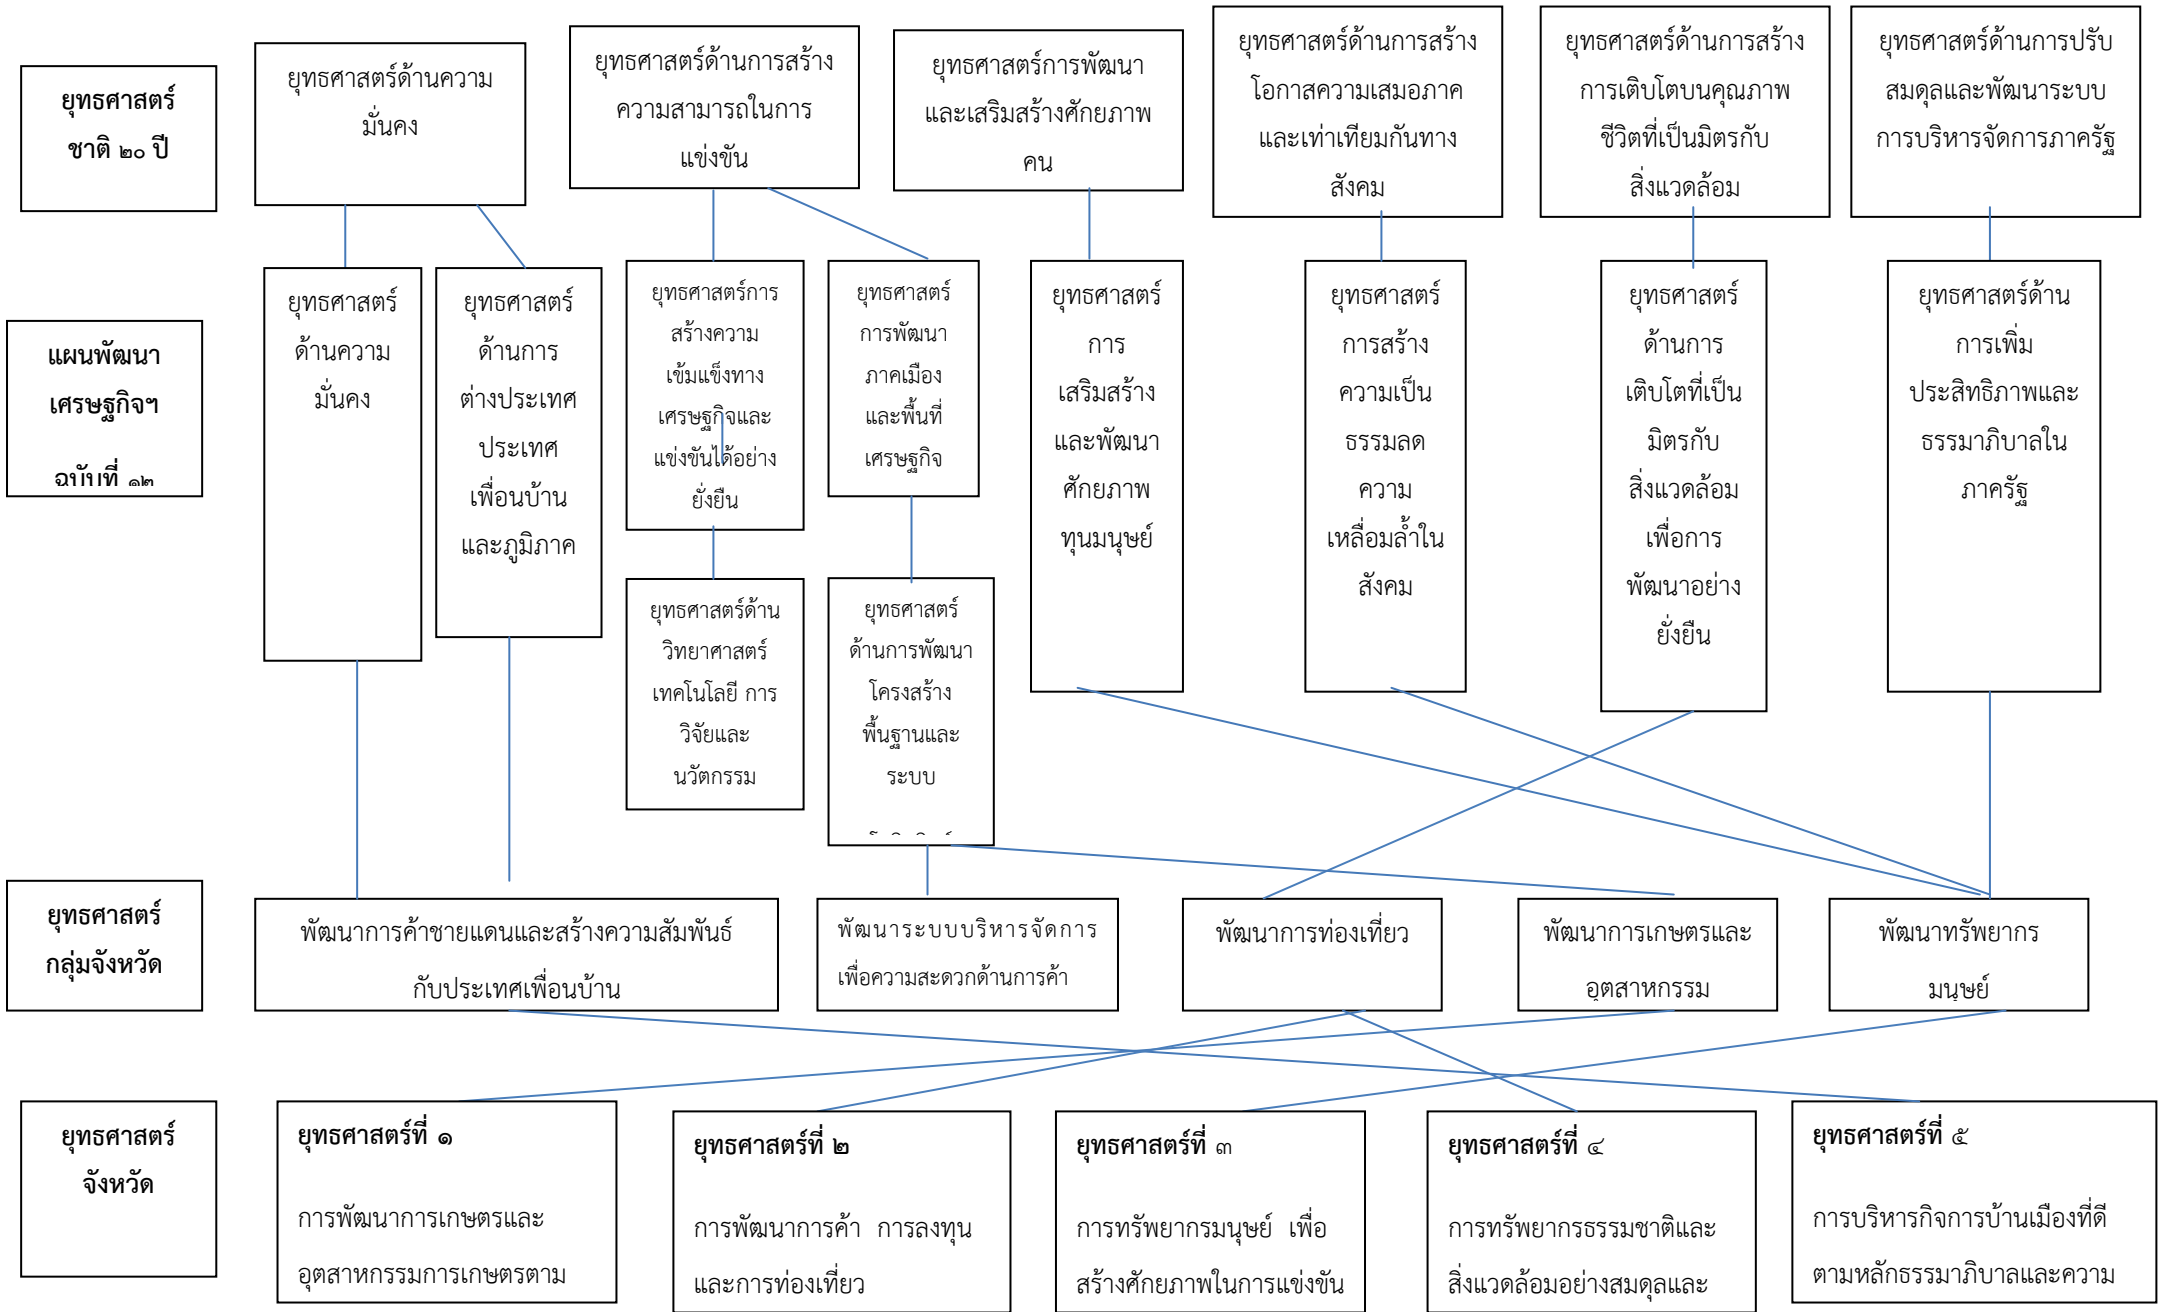 ยุทธศาสตร์
ชาติ ๒๐ ปี
ยุทธศาสตร์ด้านความ
มั่นคง
ยุทธศาสตร์ด้านการสร้าง
ความสามารถในการ
แข่งขัน
ยุทธศาสตร์การพัฒนา
และเสริมสร้างศักยภาพ
คน
ยุทธศาสตร์ด้านการสร้าง
โอกาสความเสมอภาค
และเท่าเทียมกันทาง
สังคม
ยุทธศาสตร์ด้านการสร้าง
การเติบโตบนคุณภาพ
ชีวิตที่เป็นมิตรกับ
สิ่งแวดล้อม
ยุทธศาสตร์ด้านการปรับ
สมดุลและพัฒนาระบบ
การบริหารจัดการภาครัฐ
แผนพัฒนา
เศรษฐกิจฯ
ฉบับที่ ๑๒
ยุทธศาสตร์
ด้านความ
มั่นคง
ยุทธศาสตร์
ด้านการ
ต่างประเทศ
ประเทศ
เพื่อนบ้าน
และภูมิภาค
ยุทธศาสตร์การ
สร้างความ
เข้มแข็งทาง
เศรษฐกิจและ
แข่งขันได้อย่าง
ยั่งยืน
ยุทธศาสตร์
การพัฒนา
ภาคเมือง
และพื้นที่
เศรษฐกิจ
ยุทธศาสตร์
การ
เสริมสร้าง
และพัฒนา
ศักยภาพ
ทุนมนุษย์
ยุทธศาสตร์
การสร้าง
ความเป็น
ธรรมลด
ความ
เหลื่อมล้ำใน
สังคม
ยุทธศาสตร์
ด้านการ
เติบโตที่เป็น
มิตรกับ
สิ่งแวดล้อม
เพื่อการ
พัฒนาอย่าง
ยั่งยืน
ยุทธศาสตร์ด้าน
การเพิ่ม
ประสิทธิภาพและ
ธรรมาภิบาลใน
ภาครัฐ
ยุทธศาสตร์ด้าน
วิทยาศาสตร์
เทคโนโลยี การ
วิจัยและ
นวัตกรรม
ยุทธศาสตร์
ด้านการพัฒนา
โครงสร้าง
พื้นฐานและ
ระบบ
ยุทธศาสตร์
กลุ่มจังหวัด
พัฒนาการค้าชายแดนและสร้างความสัมพันธ์
กับประเทศเพื่อนบ้าน
พัฒนาระบบบริหารจัดการ
เพื่อความสะดวกด้านการค้า
พัฒนาการท่องเที่ยว
พัฒนาการเกษตรและ
อุตสาหกรรม
พัฒนาทรัพยากร
มนุษย์
ยุทธศาสตร์
จังหวัด
ยุทธศาสตร์ที่ ๑
การพัฒนาการเกษตรและ
อุตสาหกรรมการเกษตรตาม
ยุทธศาสตร์ที่ ๒
การพัฒนาการค้า การลงทุน
และการท่องเที่ยว
ยุทธศาสตร์ที่ ๓
การทรัพยากรมนุษย์ เพื่อ
สร้างศักยภาพในการแข่งขัน
ยุทธศาสตร์ที่ ๔
การทรัพยากรธรรมชาติและ
สิ่งแวดล้อมอย่างสมดุลและ
ยุทธศาสตร์ที่ ๕
การบริหารกิจการบ้านเมืองที่ดี
ตามหลักธรรมาภิบาลและความ